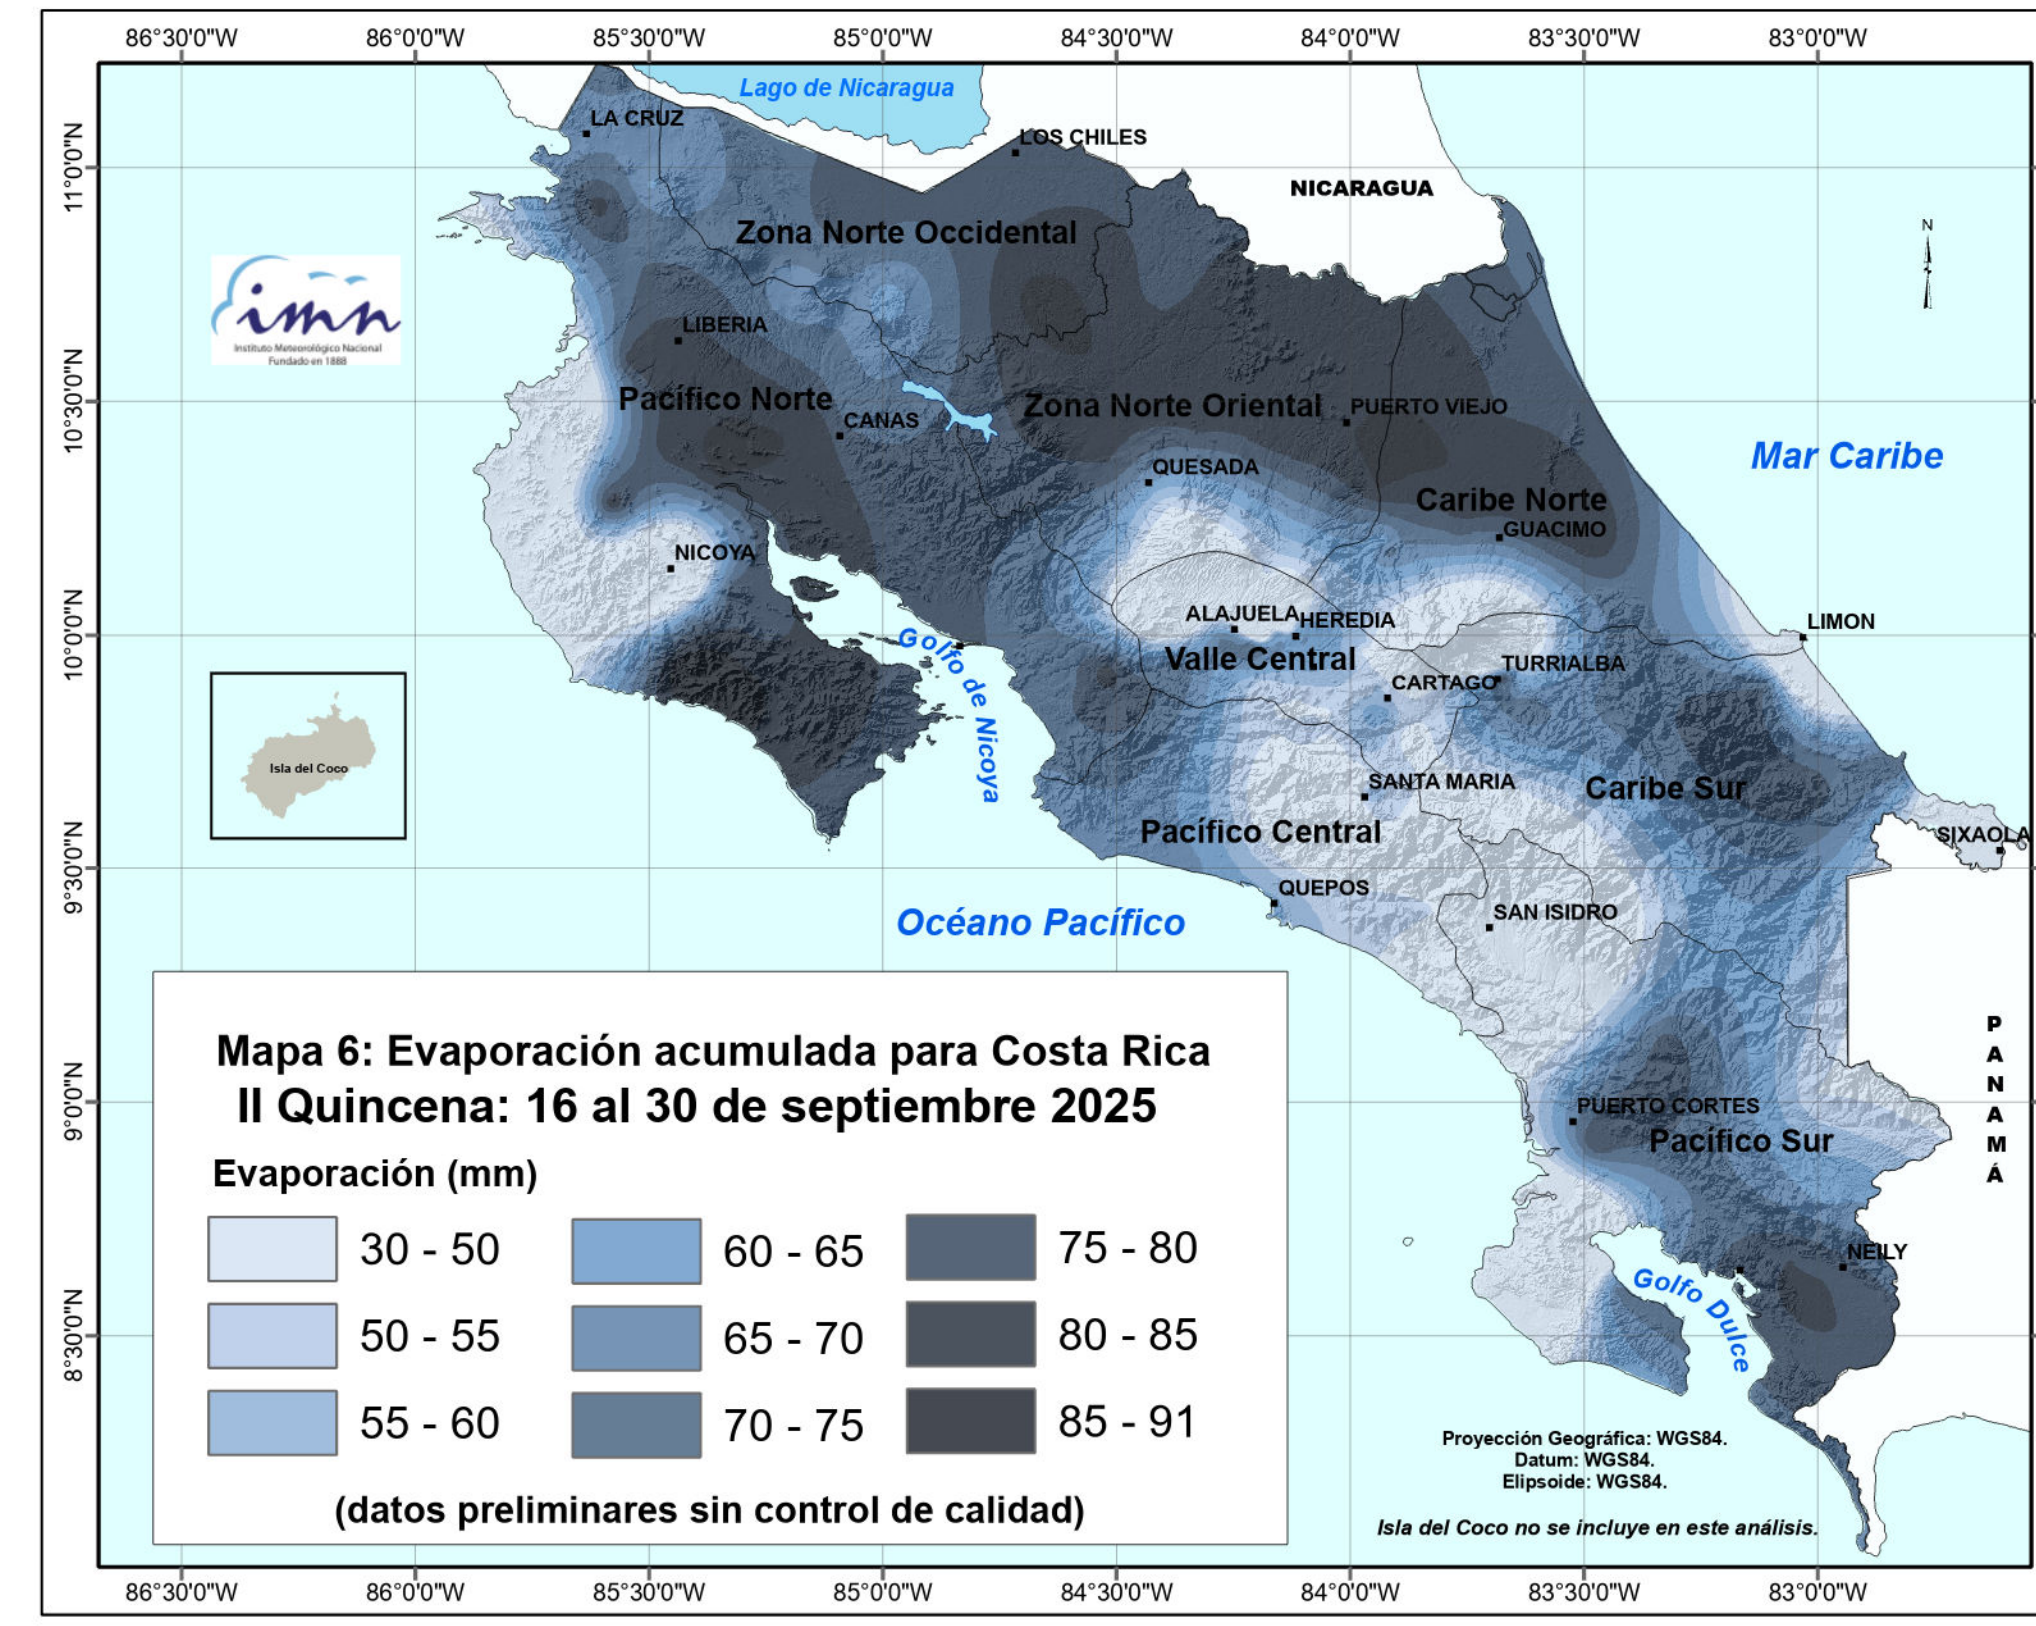 86°30'0"W 86°0'0"W 85°30'0"W 85°0'0"W 84°30'0"W 84°0'0"W 83°30'0"W 83°0'0"W
Lago de Nicaragua
LA CRUZ
LOS CHILES
11°0'0"N
NICARAGUA
N
Zona Norte Occidental
imn
Instituto Meteorológico Nacional
Fundado en 1888
LIBERIA
10°30'0"N
Pacífico Norte
Zona Norte Oriental
PUERTO VIEJO
CANAS
Mar Caribe
QUESADA
Caribe Norte
GUACIMO
NICOYA
10°0'0"N
ALAJUELA
HEREDIA
LIMON
Golfo de Nicoya
Valle Central
TURRIALBA
CARTAGO
Isla del Coco
SANTA MARIA
Caribe Sur
Pacífico Central
SIXAOLA
9°30'0"N
QUEPOS
SAN ISIDRO
Océano Pacífico
PANAMÁ
Mapa 6: Evaporación acumulada para Costa Rica
II Quincena: 16 al 30 de septiembre 2025
9°0'0"N
PUERTO CORTES
Pacífico Sur
Evaporación (mm)
30 - 50
60 - 65
75 - 80
50 - 55
65 - 70
80 - 85
55 - 60
70 - 75
85 - 91
NEILY
Golfo Dulce
8°30'0"N
(datos preliminares sin control de calidad)
Proyección Geográfica: WGS84.
Datum: WGS84.
Elipsoide: WGS84.
Isla del Coco no se incluye en este análisis.
86°30'0"W 86°0'0"W 85°30'0"W 85°0'0"W 84°30'0"W 84°0'0"W 83°30'0"W 83°0'0"W